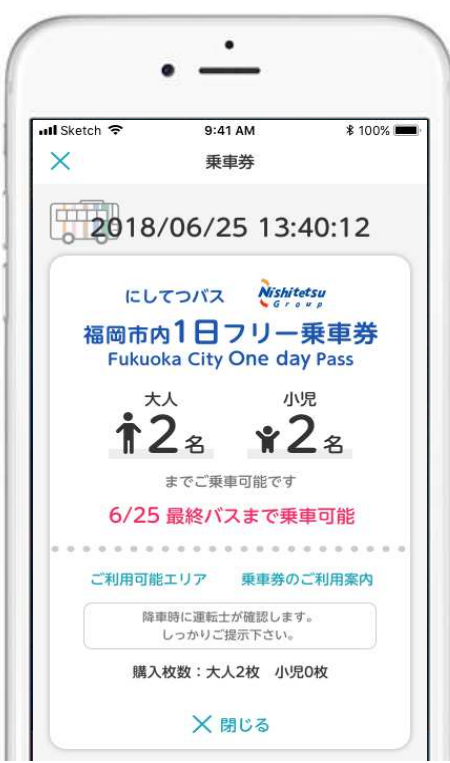 Sketch 9:41 AM 100%
乗車券
2018/06/25 13:40:12
にしてつバス Nishitetsu Group
福岡市内1日フリー乗車券
Fukuoka City One day Pass
大人 小児
2名 2名
までご乗車可能です
6/25 最終バスまで乗車可能
ご利用可能エリア 乗車券のご利用案内
降車時に運転士が確認します。
しっかりご提示下さい。
購入枚数：大人2枚 小児0枚
閉じる